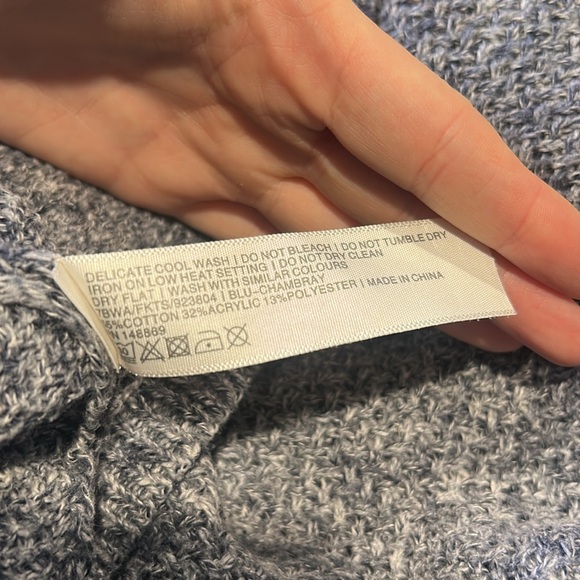 DELICATE COOL WASH | DO NOT BLEACH | DO NOT TUMBLE DRY
IRON ON LOW HEAT SETTING | DO NOT DRY CLEAN
DRY FLAT | WASH WITH SIMILAR COLOURS
7BWA/FKTS/923804 | BLU-CHAMBRAY | MADE IN CHINA
5%COTTON 32%ACRYLIC 13%POLYESTER
N 148869